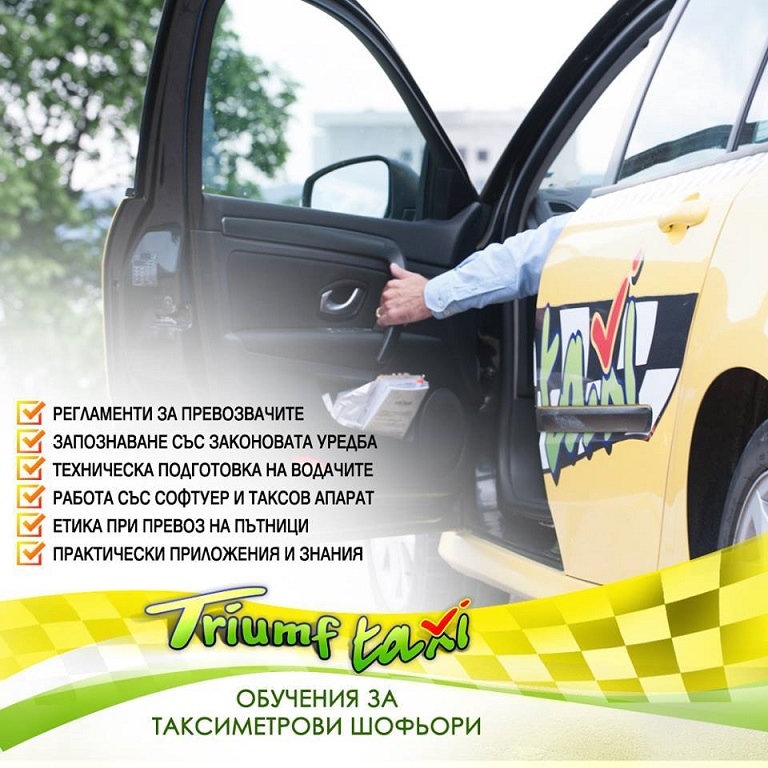 taxi
РЕГЛАМЕНТИ ЗА ПРЕВОЗВАЧИТЕ
ЗАПОЗНАВАНЕ СЪС ЗАКОНОВАТА УРЕДБА
ТЕХНИЧЕСКА ПОДГОТОВКА НА ВОДАЧИТЕ
РАБОТА СЪС СОФТУЕР И ТАКСОВ АПАРАТ
ЕТИКА ПРИ ПРЕВОЗ НА ПЪТНИЦИ
ПРАКТИЧЕСКИ ПРИЛОЖЕНИЯ И ЗНАНИЯ
Triumf taxi
ОБУЧЕНИЯ ЗА
ТАКСИМЕТРОВИ ШОФЬОРИ